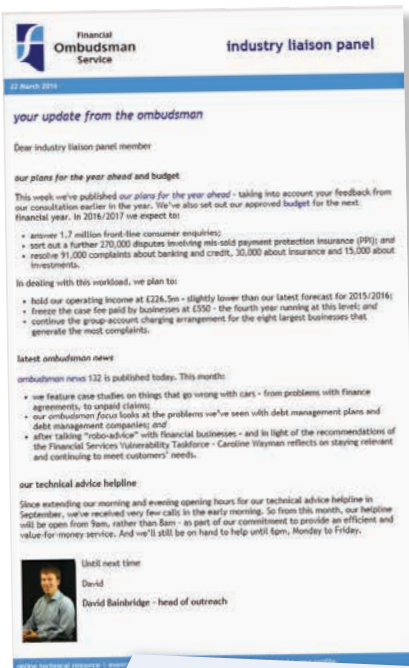 Financial
Ombudsman
Service
industry liaison panel
22 March 2016
your update from the ombudsman
Dear industry liaison panel member
our plans for the year ahead and budget
This week we've published our plans for the year ahead - taking into account your feedback from
our consultation earlier in the year. We've also set out our approved budget for the next
financial year. In 2016/2017 we expect to:
• answer 1.7 million front-line consumer enquiries;
• sort out a further 270,000 disputes involving mis-sold payment protection insurance (PPI); and
• resolve 91,000 complaints about banking and credit, 30,000 about insurance and 15,000 about
investments.
In dealing with this workload, we plan to:
• hold our operating income at £226.5m - slightly lower than our latest forecast for 2015/2016;
• freeze the case fee paid by businesses at £550 - the fourth year running at this level; and
• continue the group-account charging arrangement for the eight largest businesses that
generate the most complaints.
latest ombudsman news
ombudsman news 132 is published today. This month:
• we feature case studies on things that go wrong with cars - from problems with finance
agreements, to unpaid claims;
• our ombudsman focus looks at the problems we've seen with debt management plans and
debt management companies; and
• after talking "robo-advice" with financial businesses - and in light of the recommendations of
the Financial Services Vulnerability Taskforce - Caroline Wayman reflects on staying relevant
and continuing to meet customers' needs.
our technical advice helpline
Since extending our morning and evening opening hours for our technical advice helpline in
September, we've received very few calls in the early morning. So from this month, our helpline
will be open from 9am, rather than 8am - as part of our commitment to provide an efficient and
value-for-money service. And we'll still be on hand to help until 6pm, Monday to Friday.
Until next time
David
David Bainbridge - head of outreach
online technical resource |